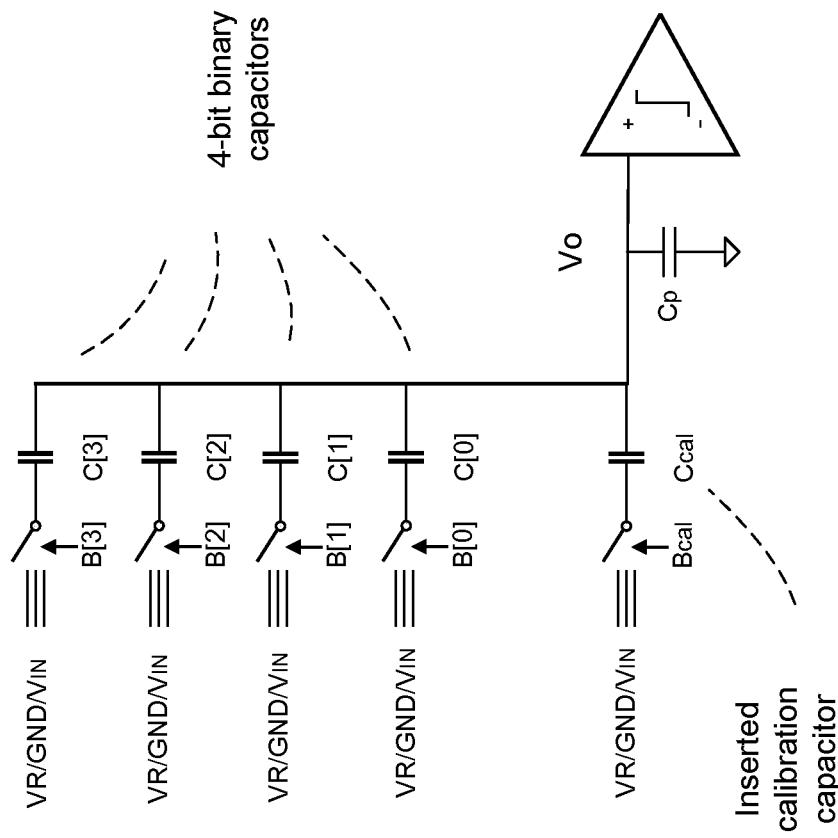 4-bit binary
capacitors
C[3]
C[2]
C[1]
C[0]
Ccal
B[3]
B[2]
B[1]
B[0]
Bcal
VR/GND/VIN
VR/GND/VIN
VR/GND/VIN
VR/GND/VIN
VR/GND/VIN
Vo
Cp
+
-
Inserted
calibration
capacitor